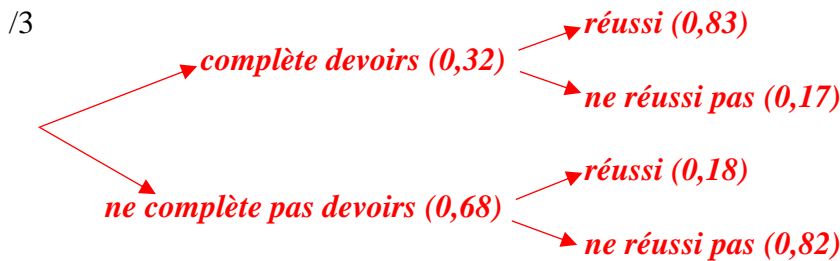 /3
réussi (0,83)
complète devoirs (0,32)
ne réussi pas (0,17)
réussi (0,18)
ne complète pas devoirs (0,68)
ne réussi pas (0,82)